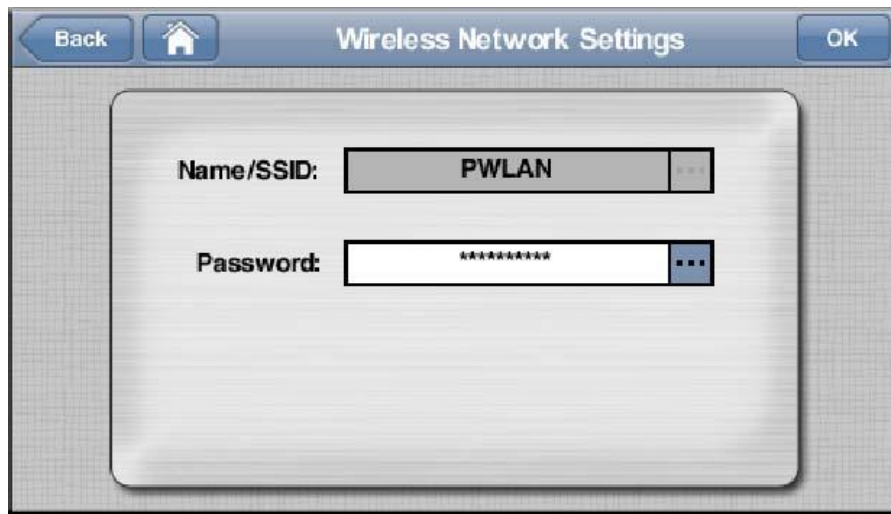 Back
Wireless Network Settings
OK
Name/SSID:
PWLAN
...
Password:
**********
...